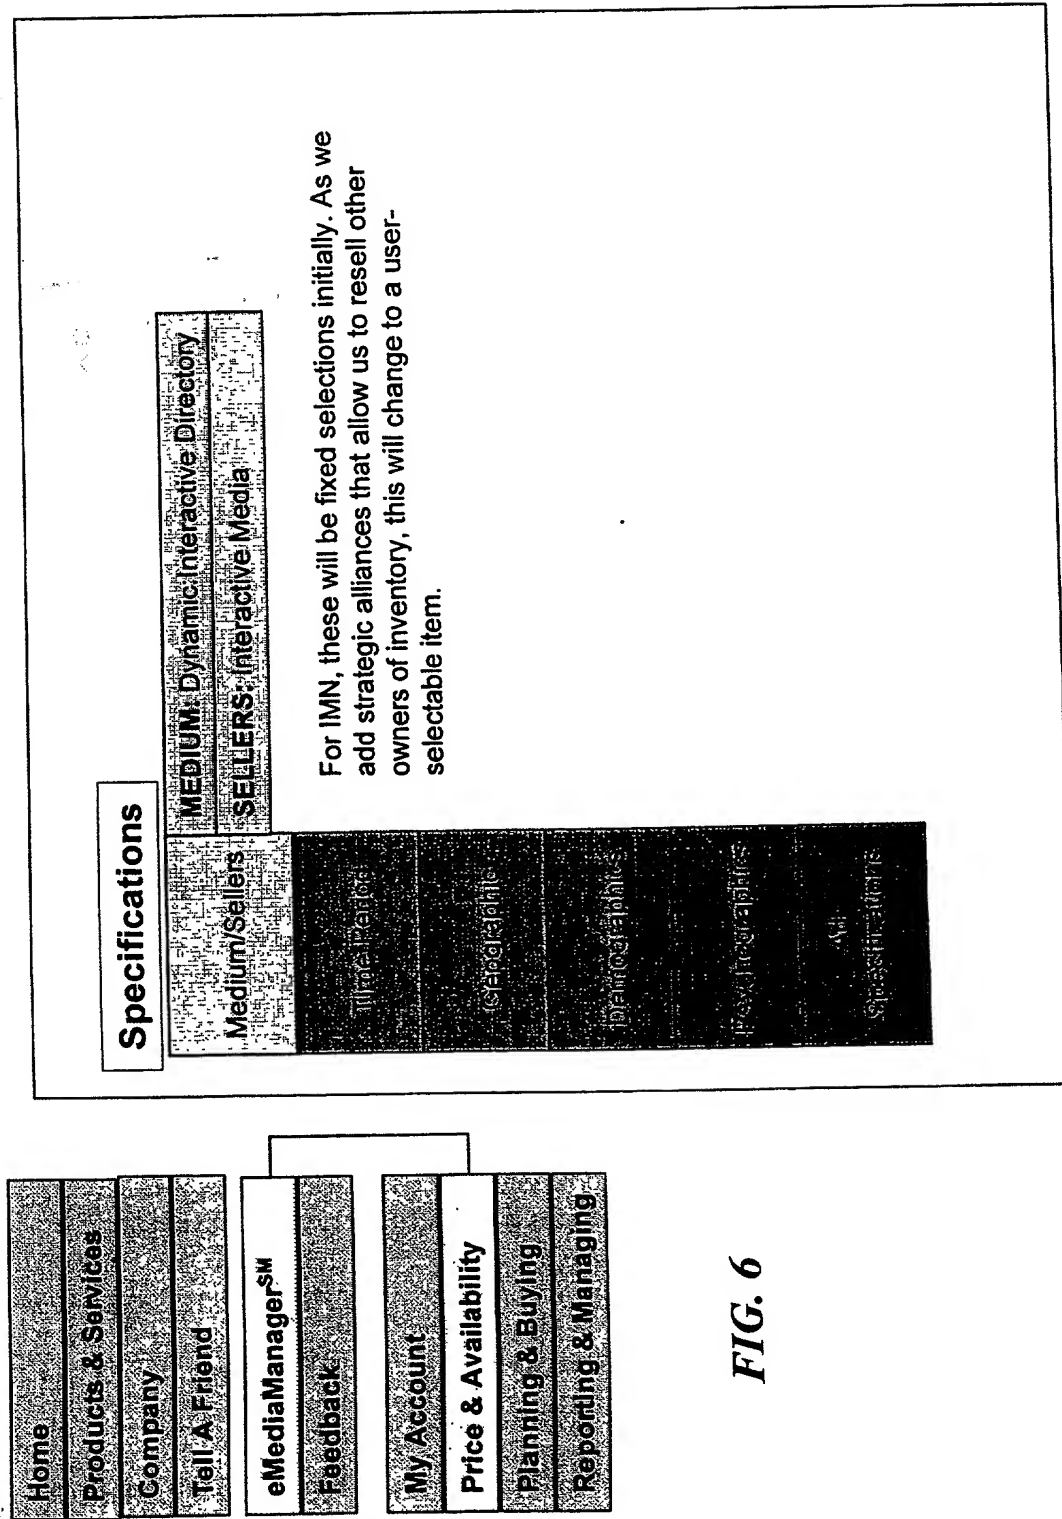 Home
Products & Services
Company
Tell A Friend
eMediaManager℠
Feedback
My Account
Price & Availability
Planning & Buying
Reporting & Managing
Specifications
Medium/Sellers
Time Period
Geographic
Demographics
Psychographics
Ad
Specifications
MEDIUM: Dynamic Interactive Directory
SELLERS: Interactive Media
For IMN, these will be fixed selections initially. As we
add strategic alliances that allow us to resell other
owners of inventory, this will change to a user-
selectable item.
FIG. 6